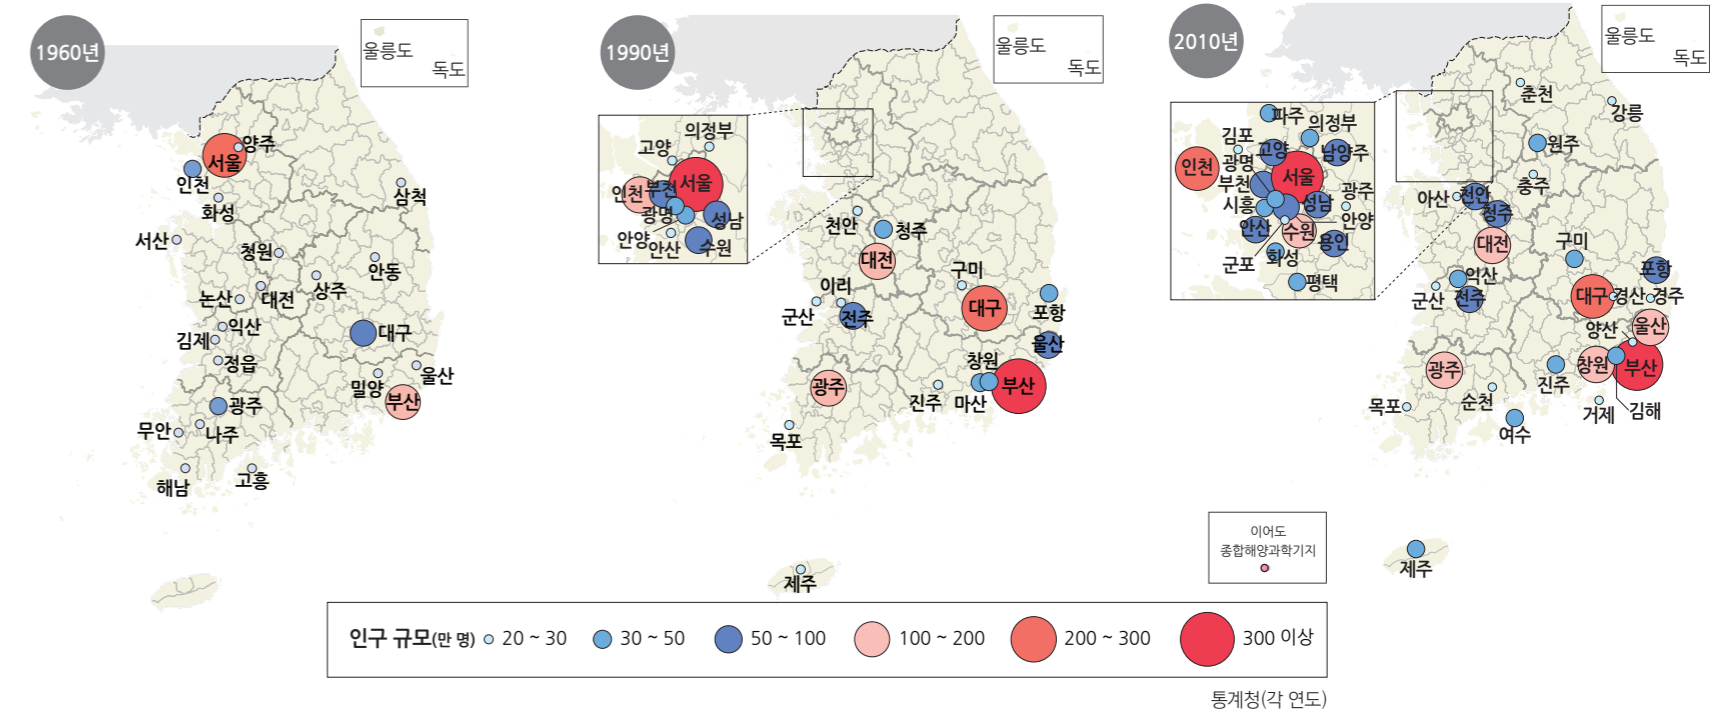 1960년
울릉도
독도
양주
서울
인천
화성
삼척
서산
청원
안동
상주
논산
대전
익산
김제
대구
정읍
밀양
울산
부산
광주
무안
나주
해남
고흥
1990년
울릉도
독도
의정부
고양
인천
부천
서울
광명
성남
안양
안산
수원
천안
청주
대전
이리
구미
군산
전주
대구
포항
울산
창원
광주
진주
마산
부산
목포
제주
2010년
울릉도
독도
춘천
강릉
원주
충주
파주
김포
의정부
고양
남양주
인천
광명
서울
부천
광주
시흥
성남
안양
안산
수원
용인
군포
화성
평택
아산
천안
청주
대전
구미
포항
익산
군산
전주
대구
경산
경주
양산
울산
광주
창원
부산
진주
순천
목포
거제
김해
여수
제주
이어도
종합해양과학기지
인구 규모(만 명) 20 ~ 30 30 ~ 50 50 ~ 100 100 ~ 200 200 ~ 300 300 이상
통계청(각 연도)